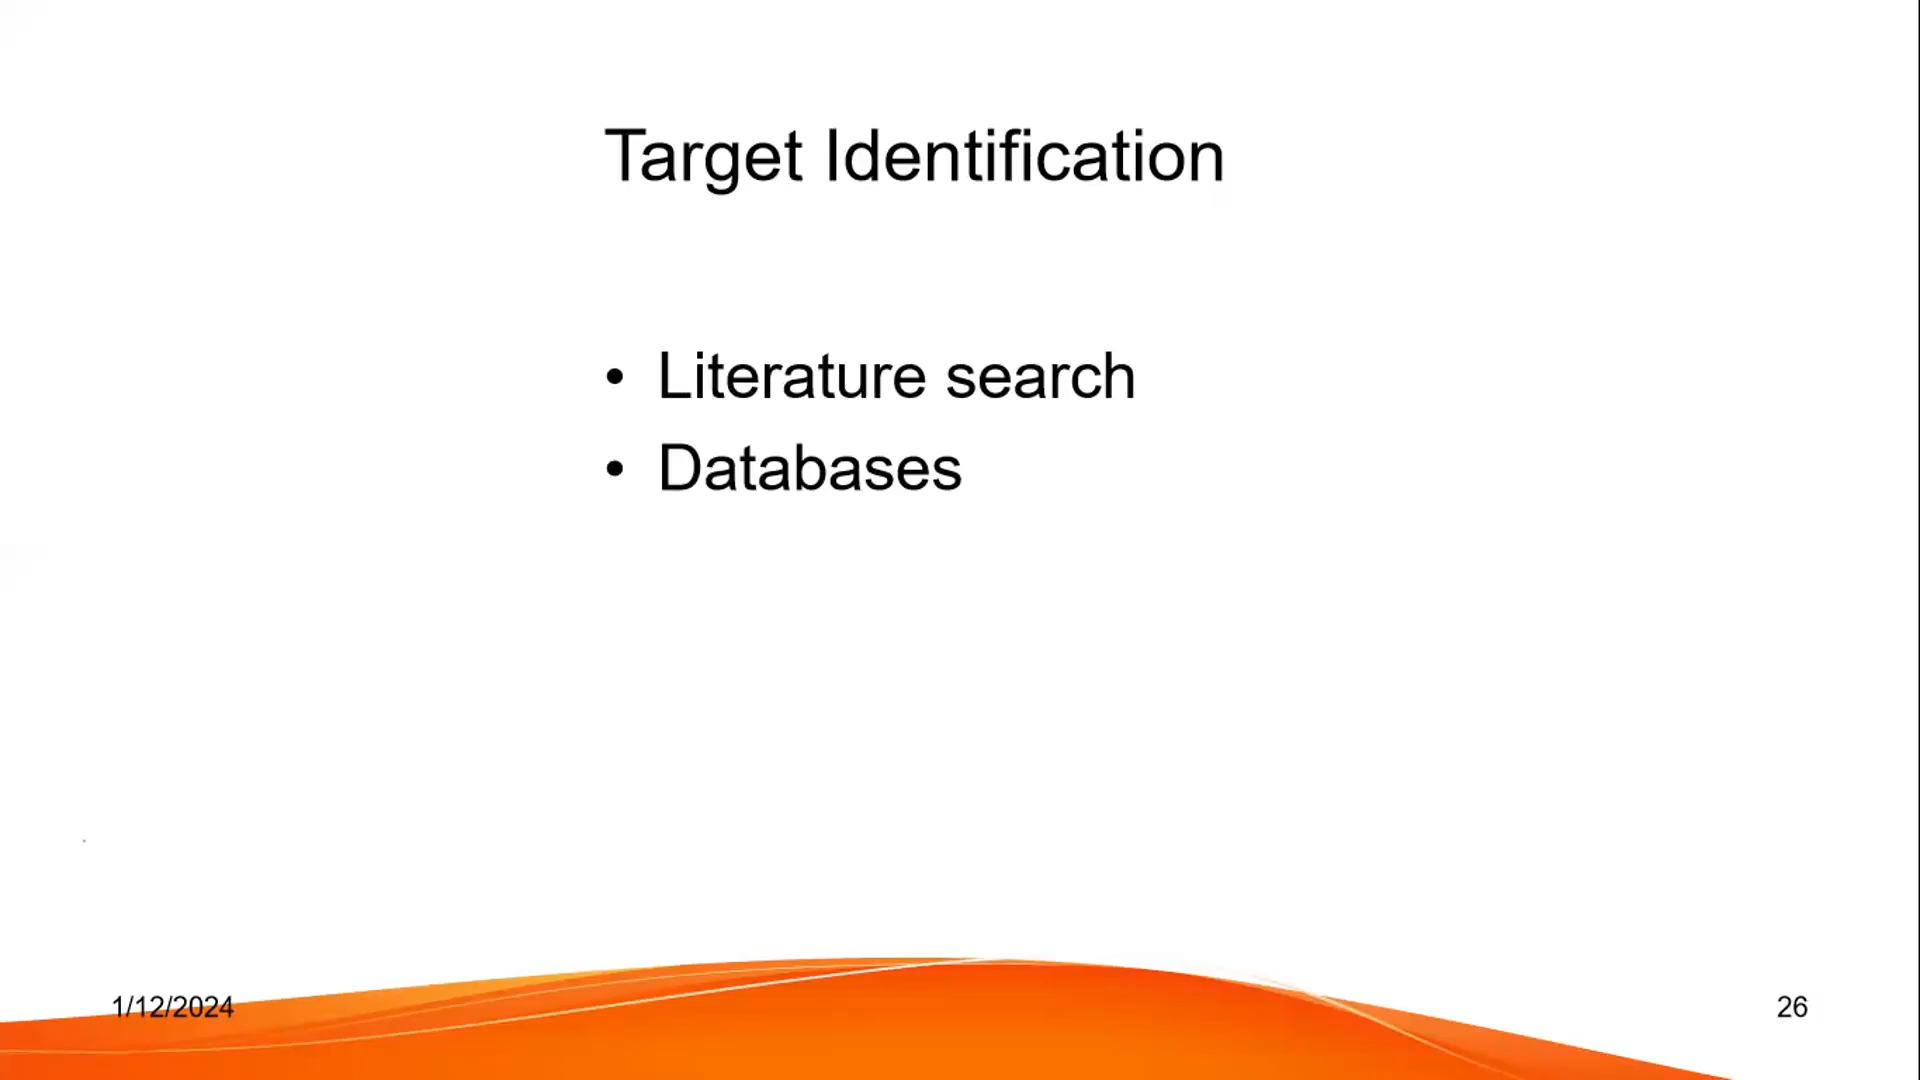 Target Identification
• Literature search
• Databases
1/12/2024
26